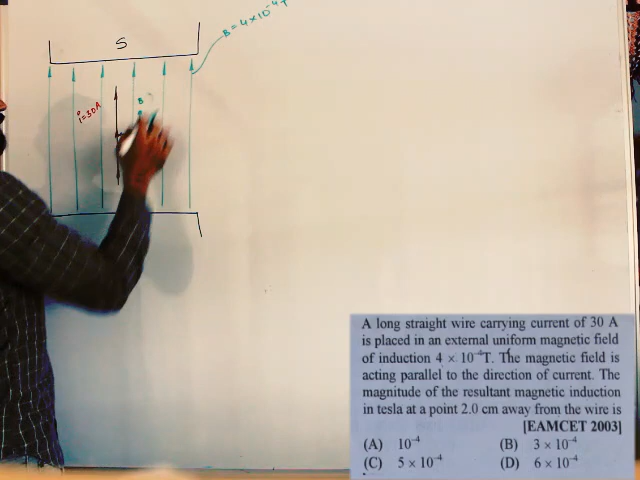 S
B=4×10⁻⁴T
i=30A
B
A long straight wire carrying current of 30 A
is placed in an external uniform magnetic field
of induction 4 × 10⁻⁴T. The magnetic field is
acting parallel to the direction of current. The
magnitude of the resultant magnetic induction
in tesla at a point 2.0 cm away from the wire is
[EAMCET 2003]
(A) 10⁻⁴ (B) 3 × 10⁻⁴
(C) 5 × 10⁻⁴ (D) 6 × 10⁻⁴